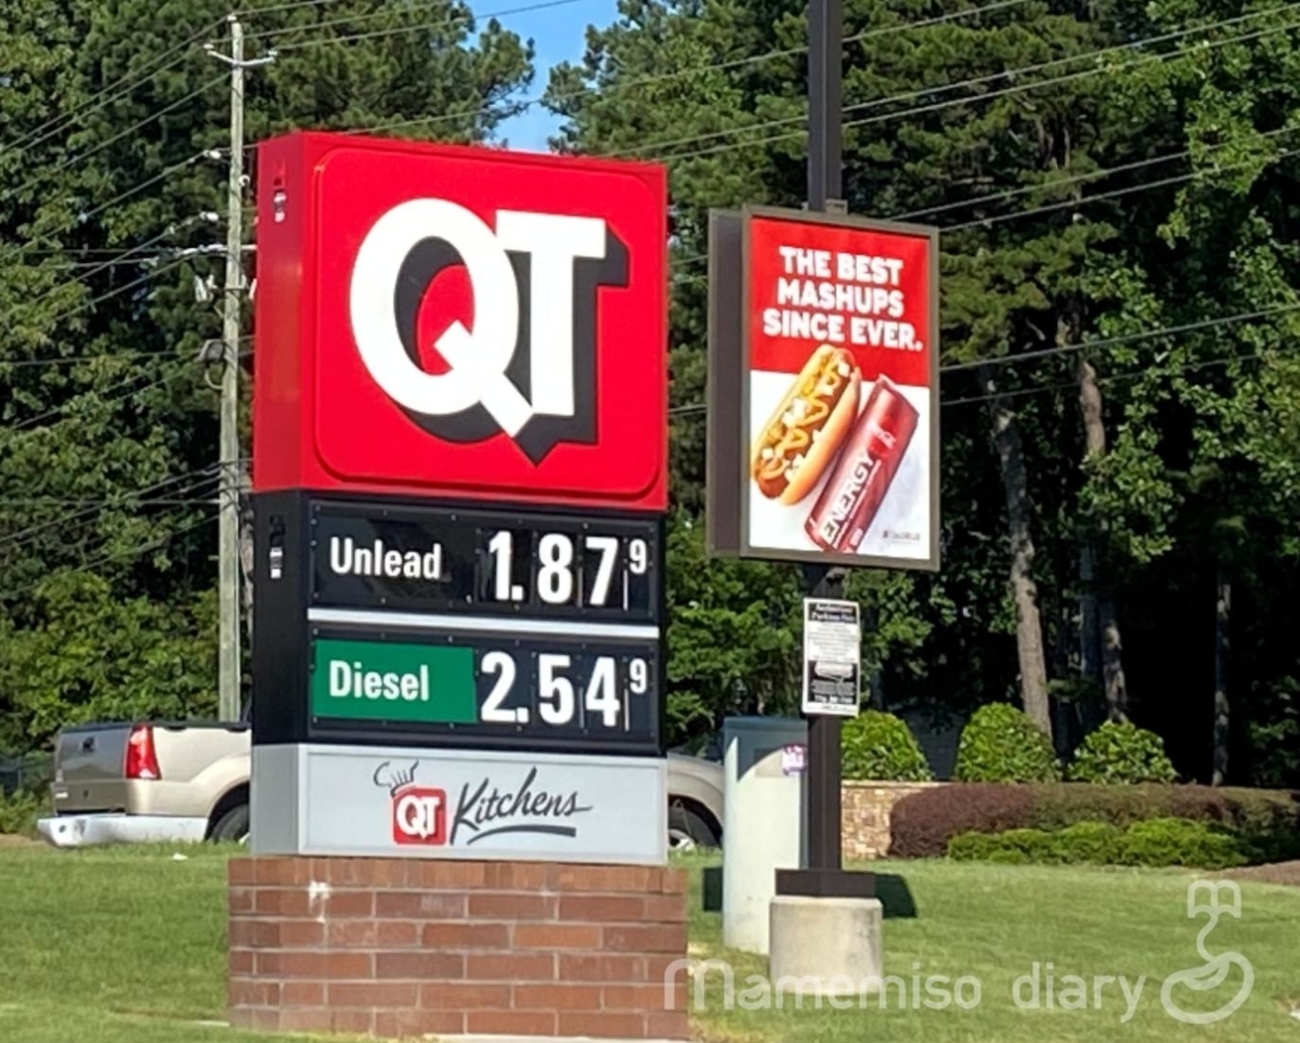 QT
Unlead 1.87 9
Diesel 2.54 9
QT Kitchens
THE BEST
MASHUPS
SINCE EVER.
ENERGY
Mamemiso diary